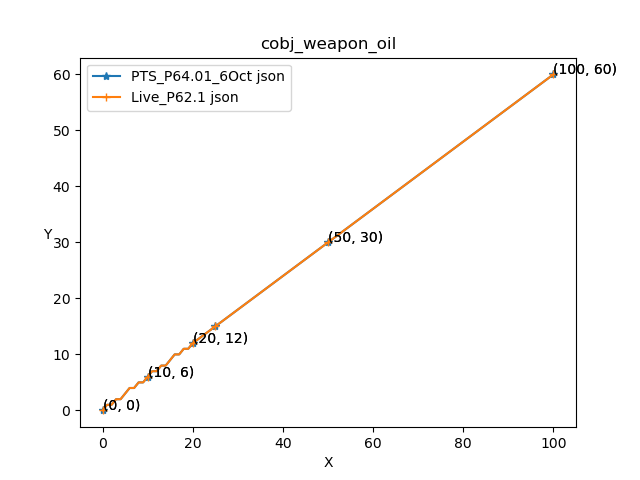 cobj_weapon_oil
PTS_P64.01_6Oct json
Live_P62.1 json
(100, 60)
(50, 30)
(20, 12)
(10, 6)
(0, 0)
Y
60
50
40
30
20
10
0
0 20 40 60 80 100
X